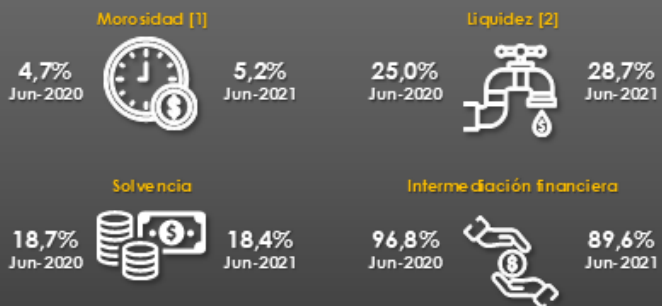 Morosidad [1]
4,7%
Jun-2020
5,2%
Jun-2021
Liquidez [2]
25,0%
Jun-2020
28,7%
Jun-2021
Solvencia
18,7%
Jun-2020
18,4%
Jun-2021
Intermediación financiera
96,8%
Jun-2020
89,6%
Jun-2021